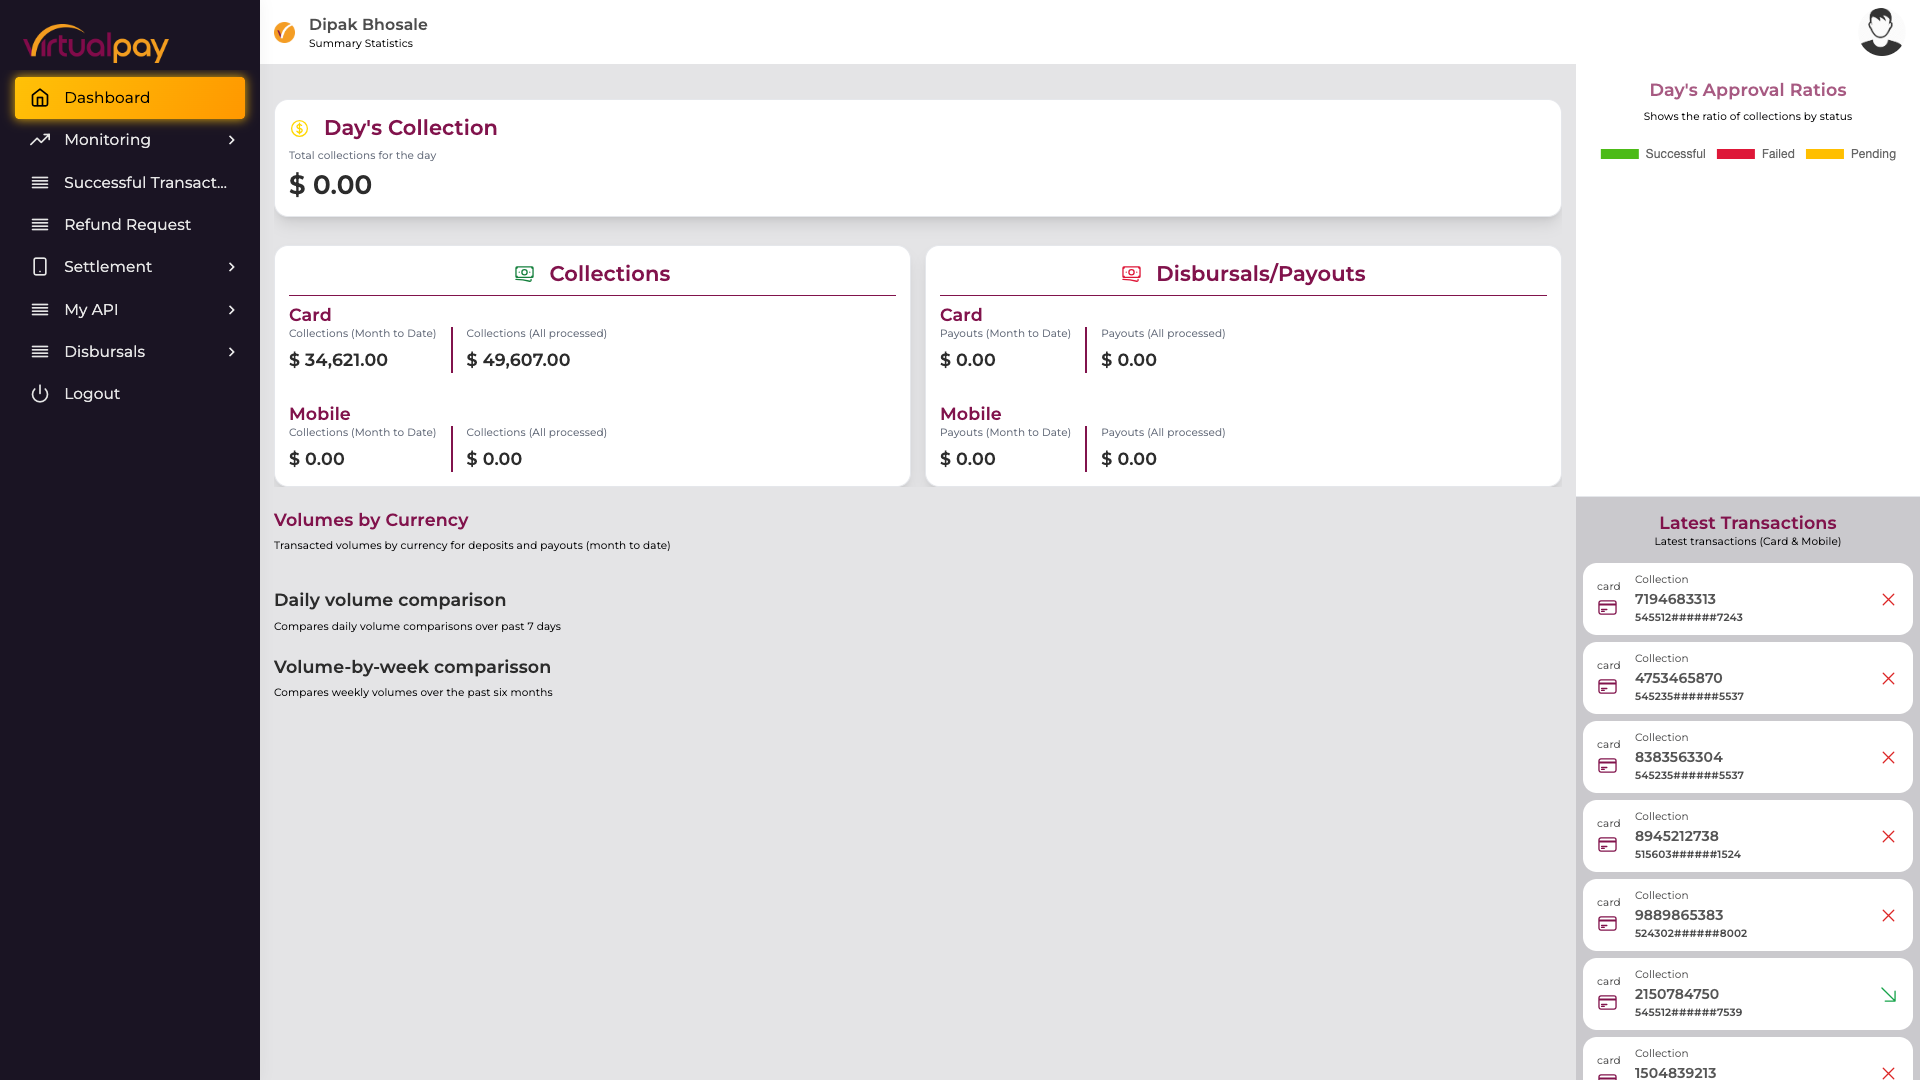 virtualpay
Dashboard
Monitoring
Successful Transact...
Refund Request
Settlement
My API
Disbursals
Logout
Dipak Bhosale
Summary Statistics
Day's Collection
Total collections for the day
$ 0.00
Collections
Card
Collections (Month to Date)
$ 34,621.00
Collections (All processed)
$ 49,607.00
Mobile
Collections (Month to Date)
$ 0.00
Collections (All processed)
$ 0.00
Disbursals/Payouts
Card
Payouts (Month to Date)
$ 0.00
Payouts (All processed)
$ 0.00
Mobile
Payouts (Month to Date)
$ 0.00
Payouts (All processed)
$ 0.00
Volumes by Currency
Transacted volumes by currency for deposits and payouts (month to date)
Daily volume comparison
Compares daily volume comparisons over past 7 days
Volume-by-week comparisson
Compares weekly volumes over the past six months
Day's Approval Ratios
Shows the ratio of collections by status
Successful Failed Pending
Latest Transactions
Latest transactions (Card & Mobile)
card
Collection
7194683313
545512######7243
card
Collection
4753465870
545235######5537
card
Collection
8383563304
545235######5537
card
Collection
8945212738
515603######1524
card
Collection
9889865383
524302######8002
card
Collection
2150784750
545512######7539
card
Collection
1504839213